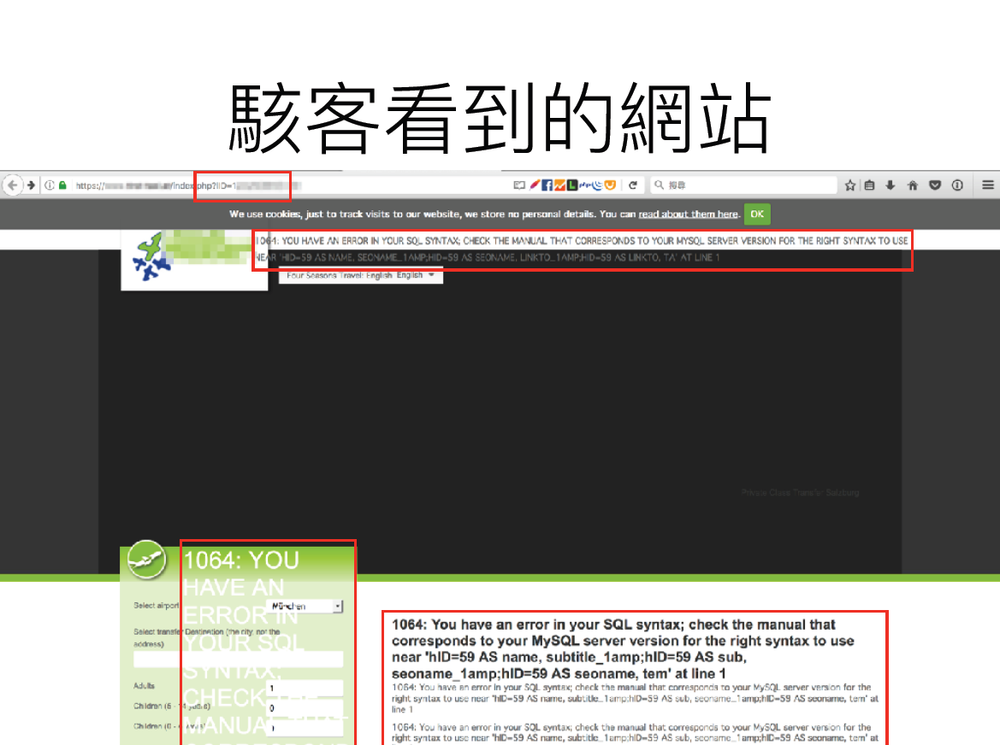 駭客看到的網站
https:// /index.php?lID=1
搜尋
We use cookies, just to track visits to our website, we store no personal details. You can read about them here. OK
1064: YOU HAVE AN ERROR IN YOUR SQL SYNTAX; CHECK THE MANUAL THAT CORRESPONDS TO YOUR MYSQL SERVER VERSION FOR THE RIGHT SYNTAX TO USE
NEAR 'HID=59 AS NAME, SEONAME_1AMP;HID=59 AS SEONAME, LINKTO_1AMP;HID=59 AS LINKTO, TA' AT LINE 1
Four Seasons Travel: English English
Private Class Transfer Salzburg
1064: YOU
HAVE AN
ERROR IN
YOUR SQL
SYNTAX;
CHECK THE
MANUAL THAT
CORRESPOND
Select airport
München
Select transfer Destination (the city, not the
address)
Adults
1
Children (5 - 14 years)
0
Children (0 -
1064: You have an error in your SQL syntax; check the manual that
corresponds to your MySQL server version for the right syntax to use
near 'hID=59 AS name, subtitle_1amp;hID=59 AS sub,
seoname_1amp;hID=59 AS seoname, tem' at line 1
1064: You have an error in your SQL syntax; check the manual that corresponds to your MySQL server version for the
right syntax to use near 'hID=59 AS name, subtitle_1amp;hID=59 AS sub, seoname_1amp;hID=59 AS seoname, tem' at
line 1
1064: You have an error in your SQL syntax; check the manual that corresponds to your MySQL server version for the
right syntax to use near 'hID=59 AS name, subtitle_1amp;hID=59 AS sub, seoname_1amp;hID=59 AS seoname, tem' at